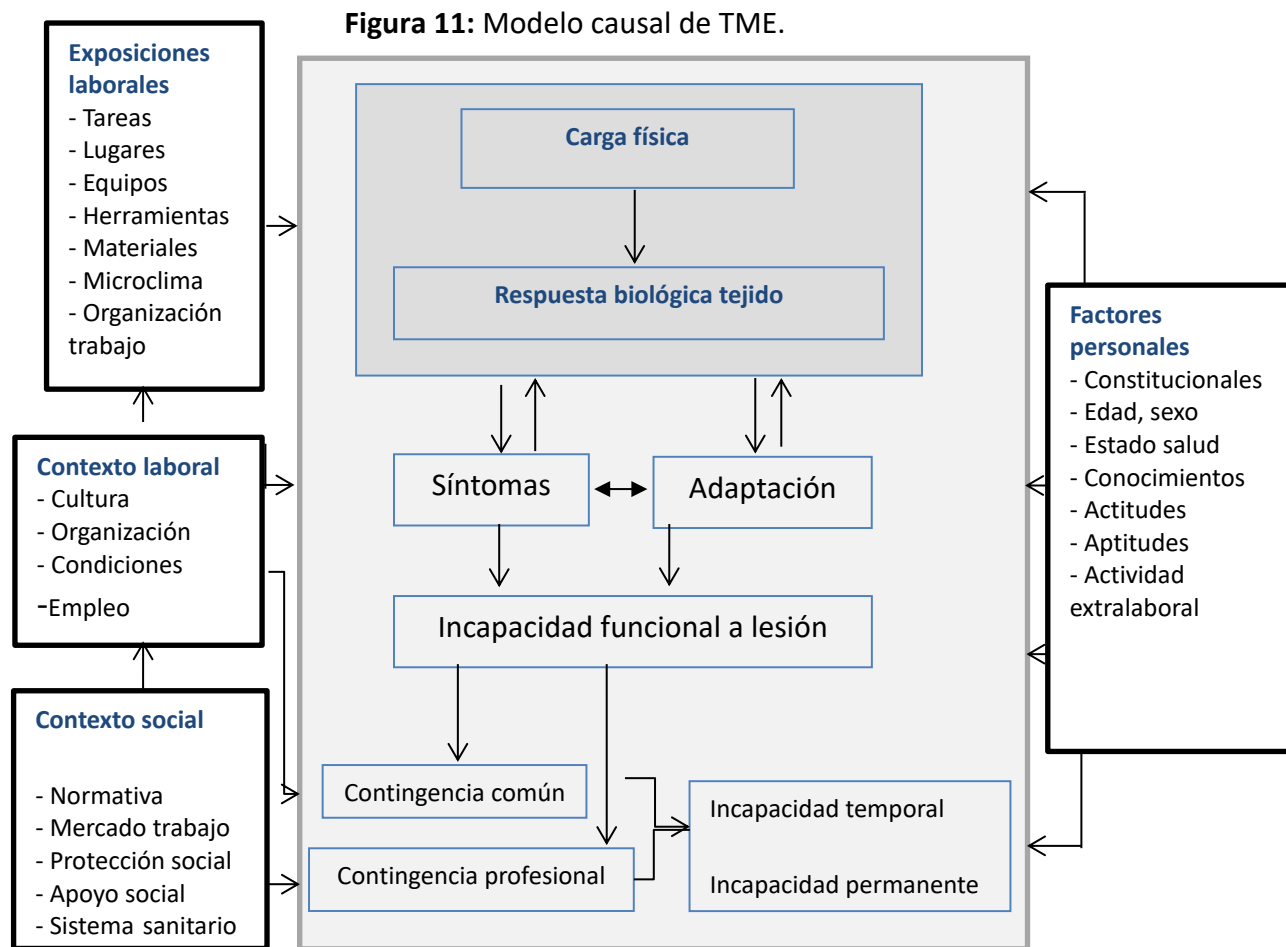 Figura 11: Modelo causal de TME.
Exposiciones
laborales
- Tareas
- Lugares
- Equipos
- Herramientas
- Materiales
- Microclima
- Organización
trabajo
Contexto laboral
- Cultura
- Organización
- Condiciones
-Empleo
Contexto social
- Normativa
- Mercado trabajo
- Protección social
- Apoyo social
- Sistema sanitario
Carga física
Respuesta biológica tejido
Síntomas
Adaptación
Incapacidad funcional a lesión
Contingencia común
Contingencia profesional
Incapacidad temporal
Incapacidad permanente
Factores
personales
- Constitucionales
- Edad, sexo
- Estado salud
- Conocimientos
- Actitudes
- Aptitudes
- Actividad
extralaboral